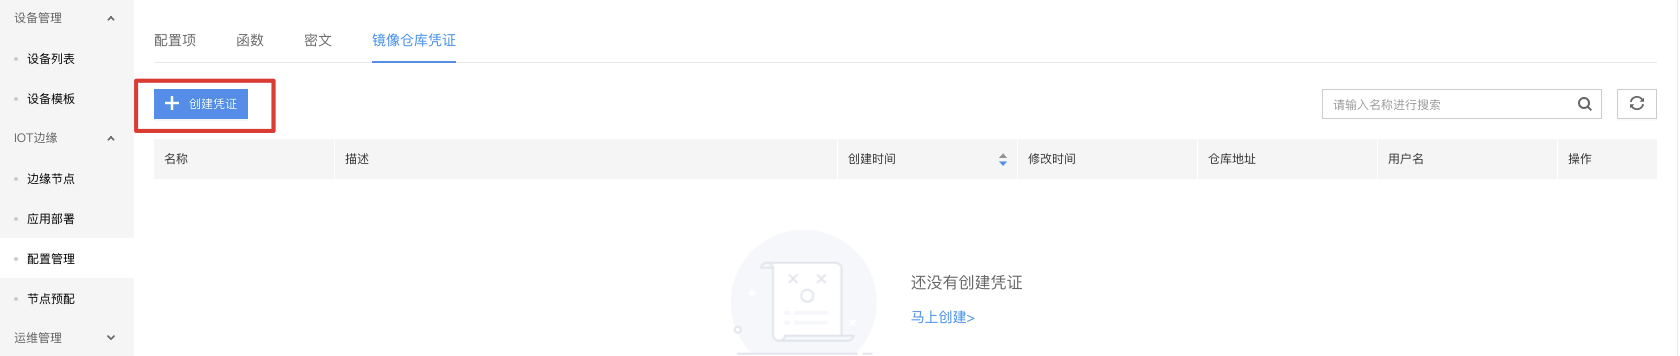 设备管理
设备列表
设备模板
IOT边缘
边缘节点
应用部署
配置管理
节点预配
运维管理
配置项 函数 密文 镜像仓库凭证
创建凭证
请输入名称进行搜索
名称 描述 创建时间 修改时间 仓库地址 用户名 操作
还没有创建凭证
马上创建>